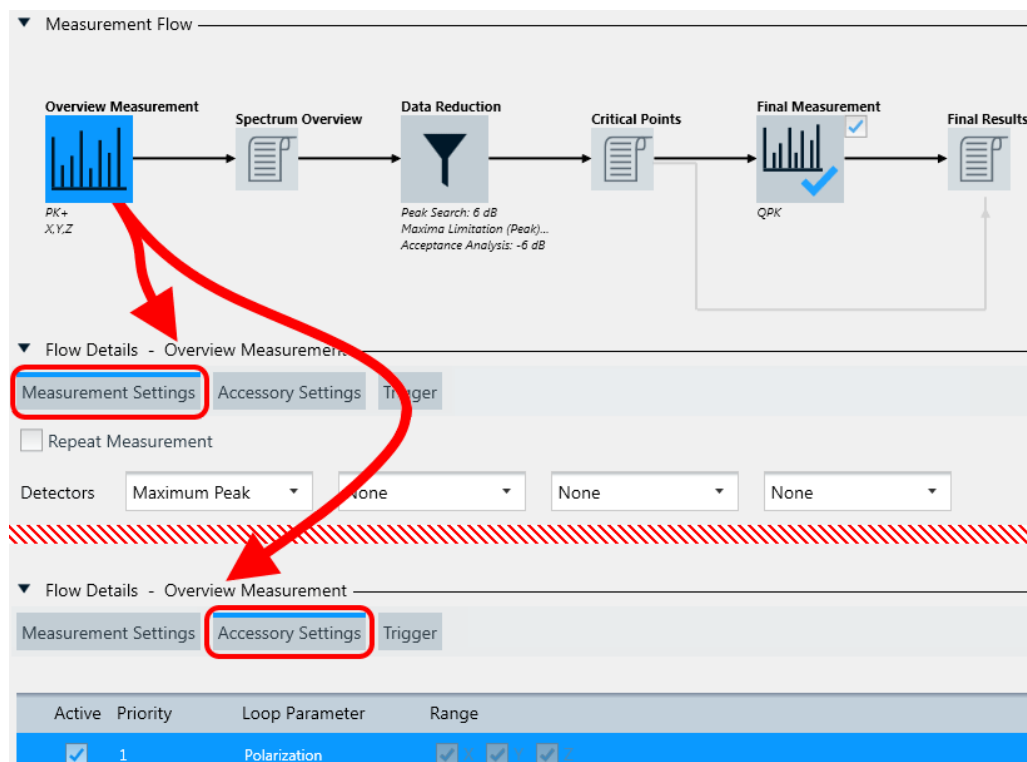 Measurement Flow
Overview Measurement
Spectrum Overview
Data Reduction
Critical Points
Final Measurement
Final Results
PK+
X,Y,Z
Peak Search: 6 dB
Maxima Limitation (Peak)...
Acceptance Analysis: -6 dB
QPK
Flow Details - Overview Measurement
Measurement Settings Accessory Settings Trigger
Repeat Measurement
Detectors Maximum Peak None None None
Flow Details - Overview Measurement
Measurement Settings Accessory Settings Trigger
Active Priority Loop Parameter Range
1 Polarization X Y Z